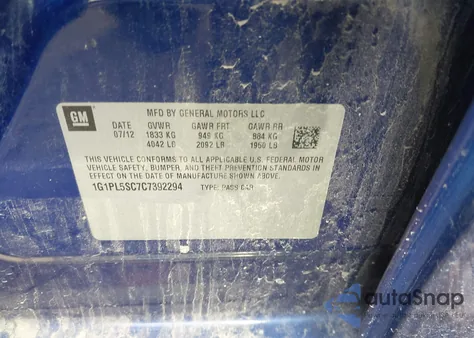 GM
MFD BY GENERAL MOTORS LLC
DATE GVWR GAWR FRT GAWR RR
07/12 1833 KG 949 KG 884 KG
4042 LB 2092 LB 1950 LB
THIS VEHICLE CONFORMS TO ALL APPLICABLE U.S. FEDERAL MOTOR
VEHICLE SAFETY, BUMPER, AND THEFT PREVENTION STANDARDS
IN EFFECT ON THE DATE OF MANUFACTURE SHOWN ABOVE.
1G1PL5SC7C7392294 TYPE: PASS CAR
autoSnap